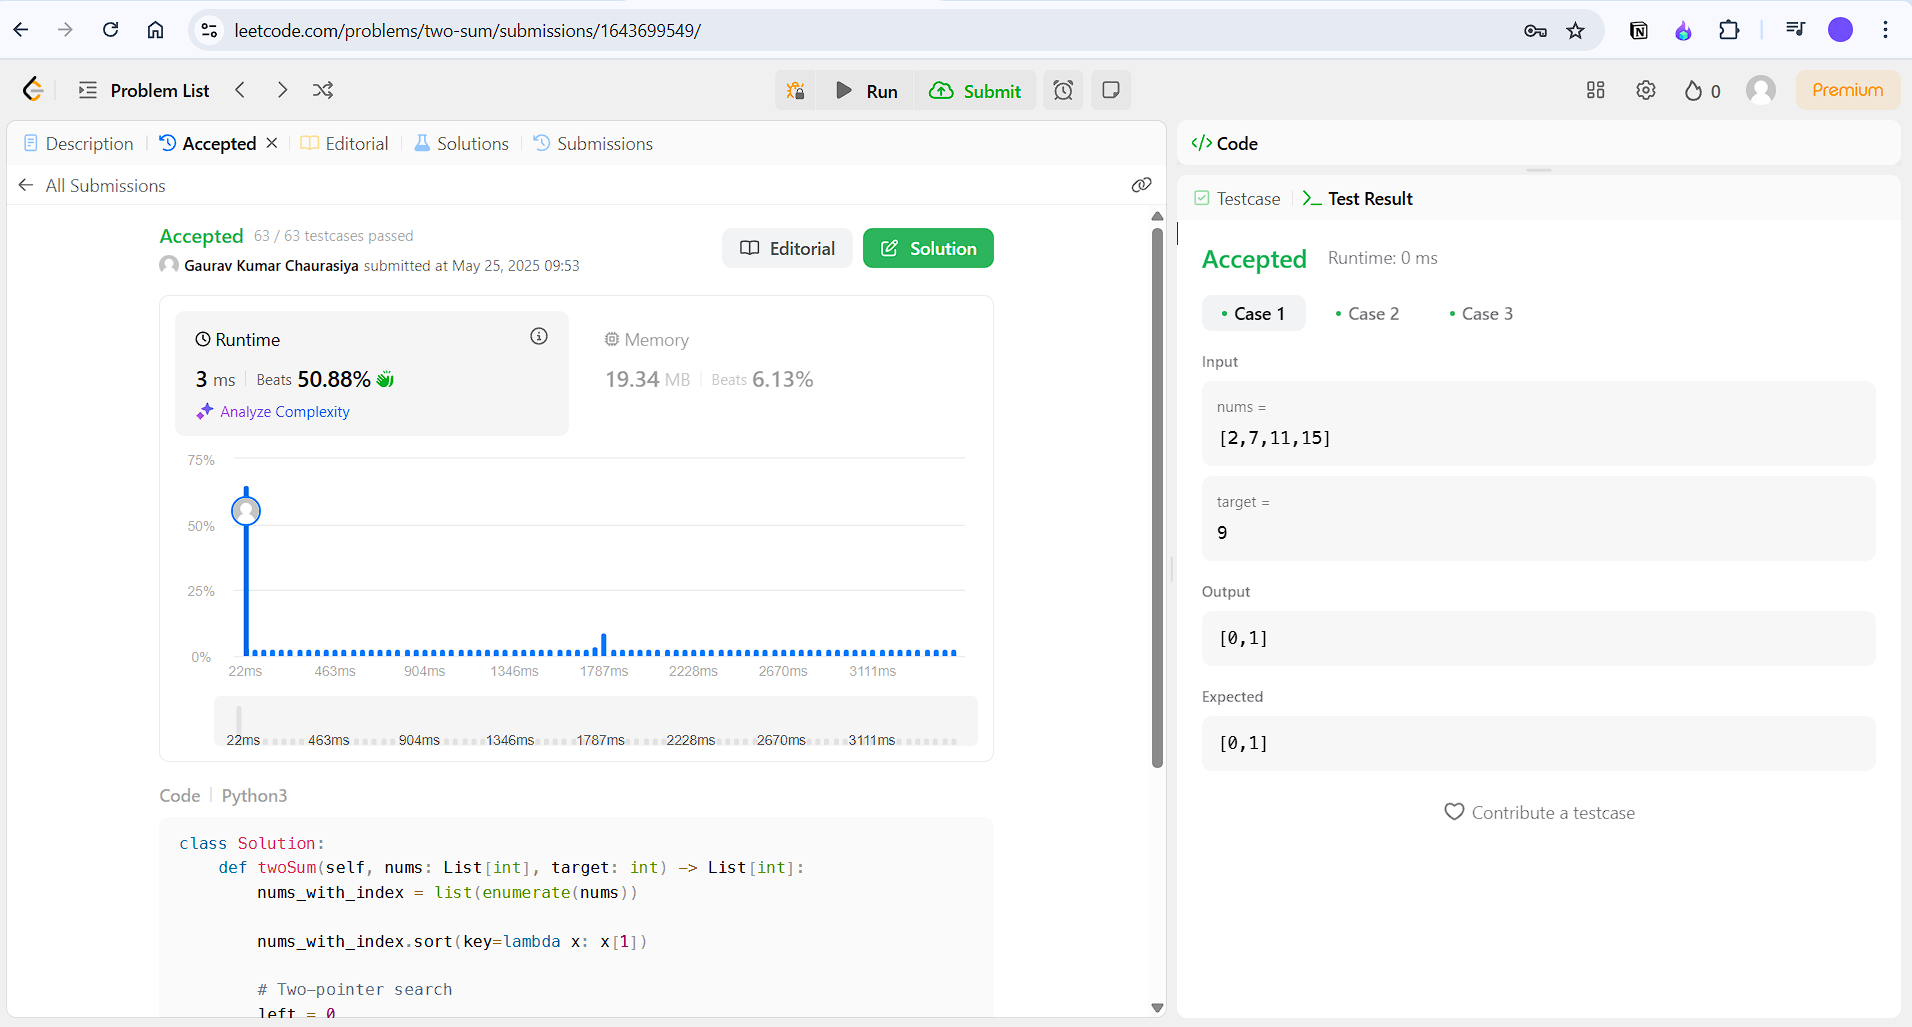 leetcode.com/problems/two-sum/submissions/1643699549/
Problem List
Run
Submit
0
Premium
Description
Accepted
Editorial
Solutions
Submissions
All Submissions
Accepted 63 / 63 testcases passed
Gaurav Kumar Chaurasiya submitted at May 25, 2025 09:53
Editorial
Solution
Runtime
3 ms
Beats 50.88%
Analyze Complexity
Memory
19.34 MB
Beats 6.13%
75%
50%
25%
0%
22ms 463ms 904ms 1346ms 1787ms 2228ms 2670ms 3111ms
22ms 463ms 904ms 1346ms 1787ms 2228ms 2670ms 3111ms
Code
Python3
class Solution:
    def twoSum(self, nums: List[int], target: int) -> List[int]:
        nums_with_index = list(enumerate(nums))
        nums_with_index.sort(key=lambda x: x[1])
        # Two-pointer search
        left = 0
</> Code
Testcase
Test Result
Accepted
Runtime: 0 ms
Case 1
Case 2
Case 3
Input
nums =
[2,7,11,15]
target =
9
Output
[0,1]
Expected
[0,1]
Contribute a testcase